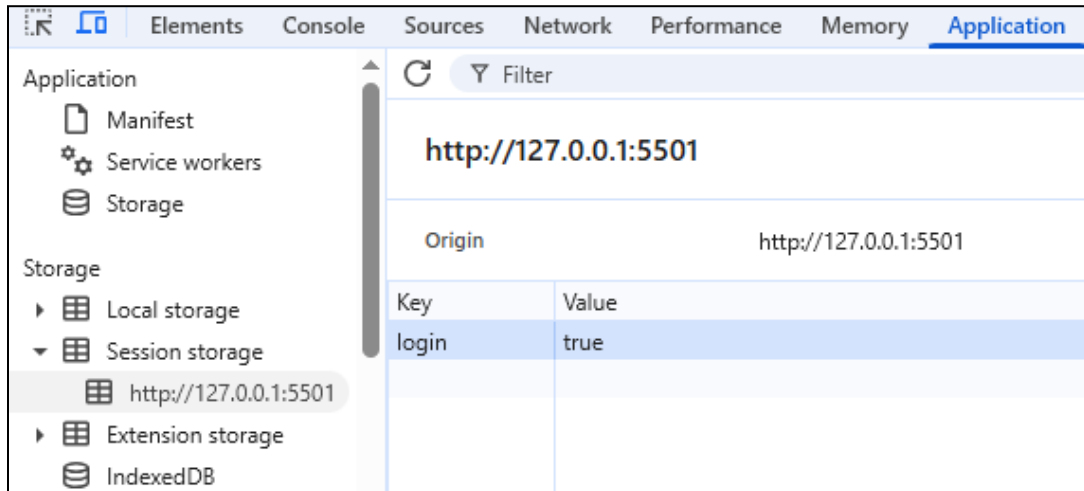 Elements Console Sources Network Performance Memory Application
Application
Manifest
Service workers
Storage
Storage
Local storage
Session storage
http://127.0.0.1:5501
Extension storage
IndexedDB
Filter
http://127.0.0.1:5501
Origin http://127.0.0.1:5501
Key Value
login true